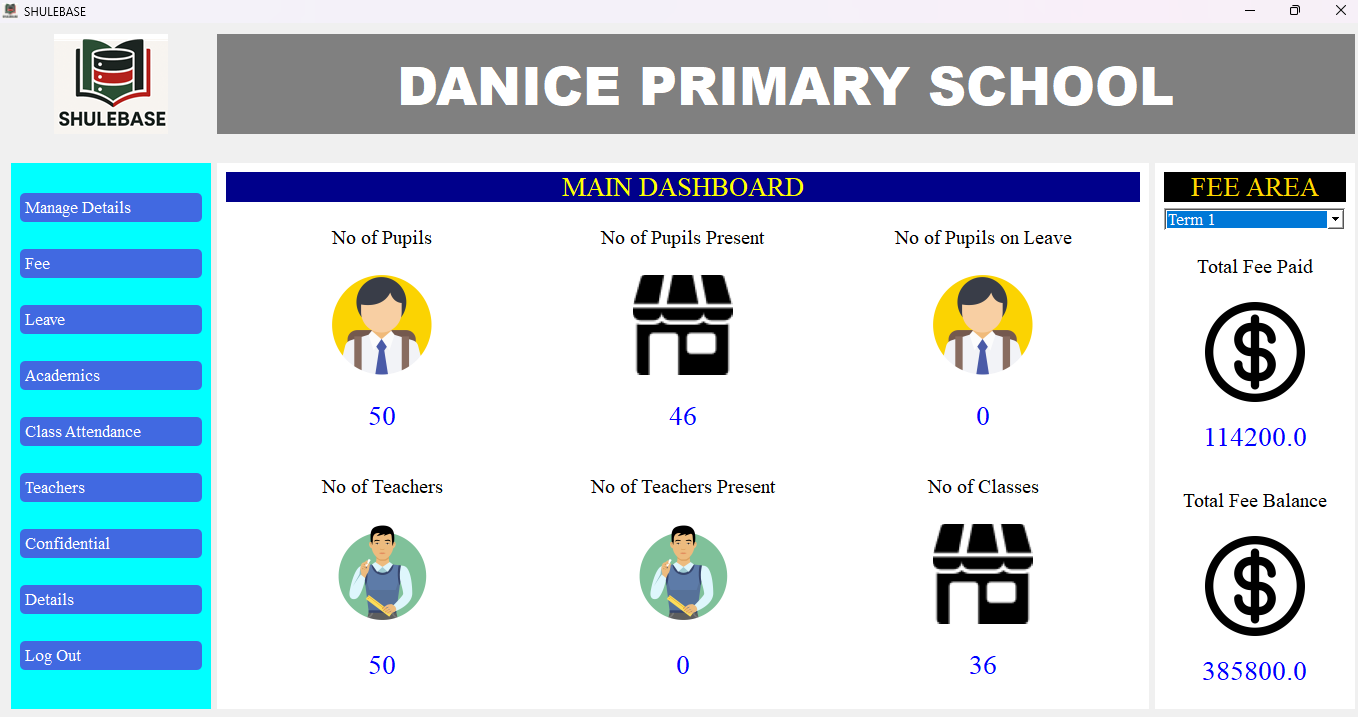 SHULEBASE
SHULEBASE
DANICE PRIMARY SCHOOL
Manage Details
Fee
Leave
Academics
Class Attendance
Teachers
Confidential
Details
Log Out
MAIN DASHBOARD
No of Pupils
No of Pupils Present
No of Pupils on Leave
50
46
0
No of Teachers
No of Teachers Present
No of Classes
50
0
36
FEE AREA
Term 1
Total Fee Paid
114200.0
Total Fee Balance
385800.0